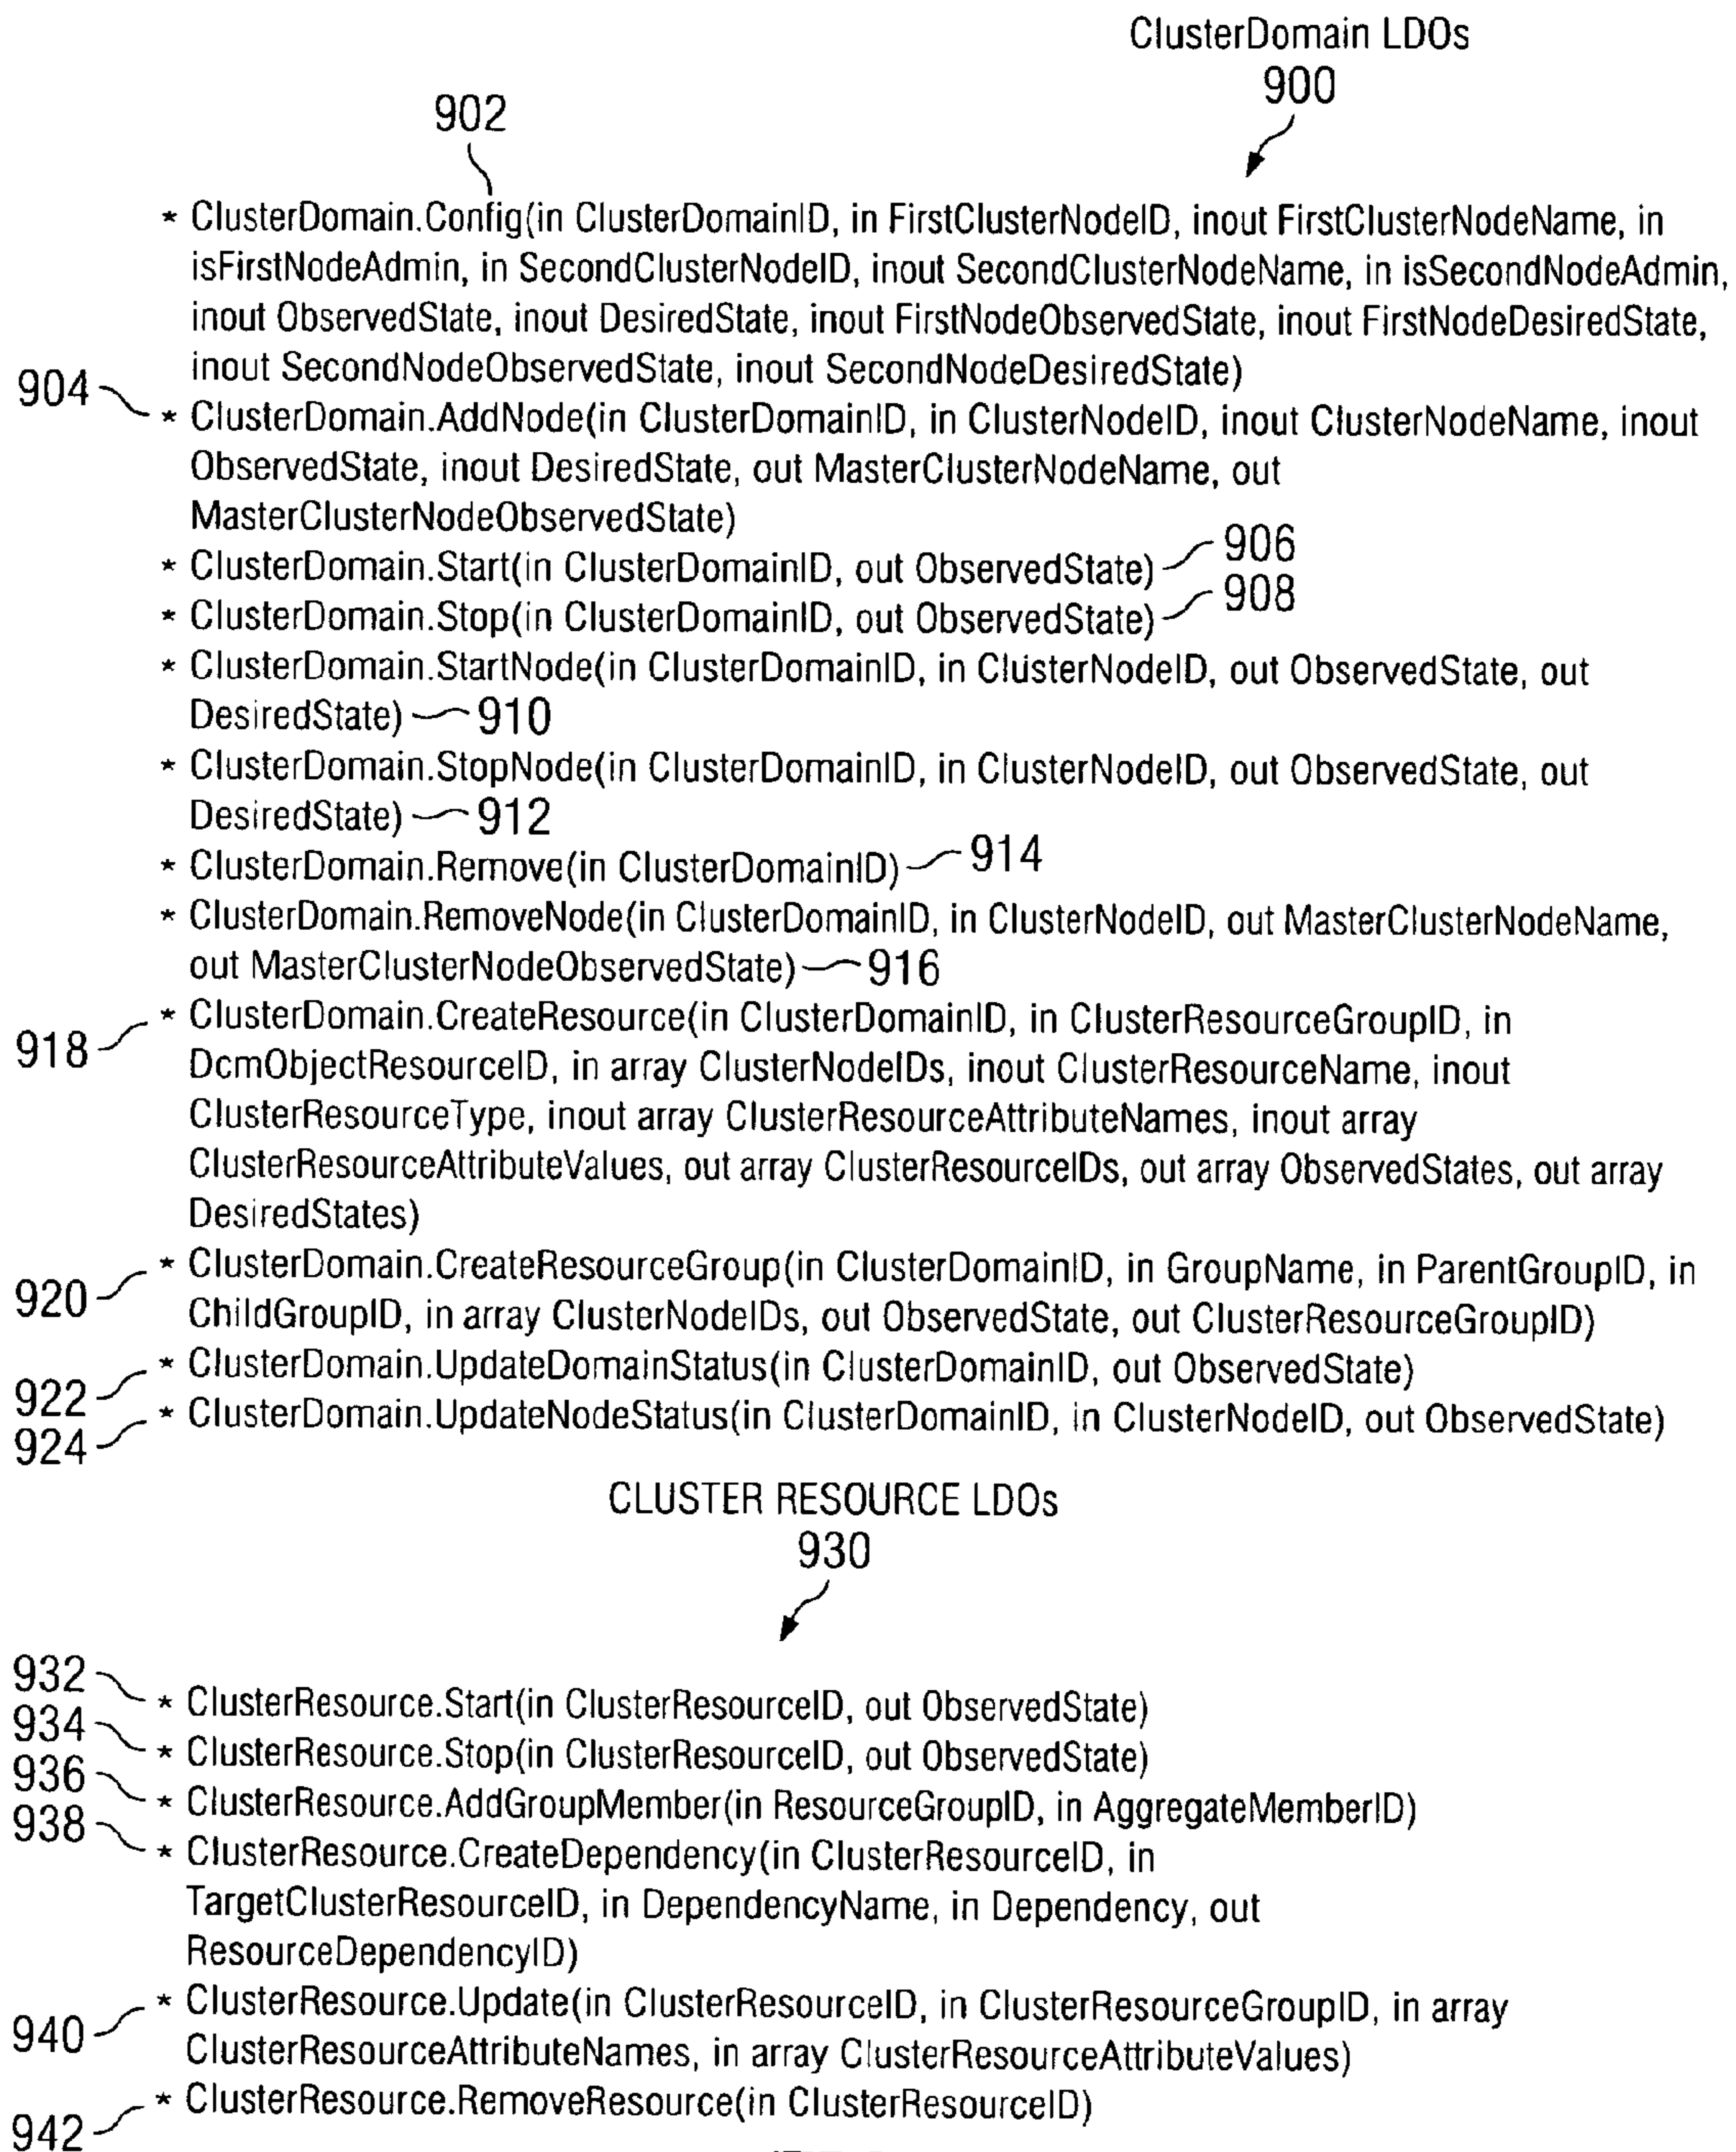 ClusterDomain LDOs
900
902
* ClusterDomain.Config(in ClusterDomainID, in FirstClusterNodeID, inout FirstClusterNodeName, in
isFirstNodeAdmin, in SecondClusterNodeID, inout SecondClusterNodeName, in isSecondNodeAdmin,
inout ObservedState, inout DesiredState, inout FirstNodeObservedState, inout FirstNodeDesiredState,
inout SecondNodeObservedState, inout SecondNodeDesiredState)
904 * ClusterDomain.AddNode(in ClusterDomainID, in ClusterNodeID, inout ClusterNodeName, inout
ObservedState, inout DesiredState, out MasterClusterNodeName, out
MasterClusterNodeObservedState)
* ClusterDomain.Start(in ClusterDomainID, out ObservedState) 906
* ClusterDomain.Stop(in ClusterDomainID, out ObservedState) 908
* ClusterDomain.StartNode(in ClusterDomainID, in ClusterNodeID, out ObservedState, out
DesiredState) 910
* ClusterDomain.StopNode(in ClusterDomainID, in ClusterNodeID, out ObservedState, out
DesiredState) 912
* ClusterDomain.Remove(in ClusterDomainID) 914
* ClusterDomain.RemoveNode(in ClusterDomainID, in ClusterNodeID, out MasterClusterNodeName,
out MasterClusterNodeObservedState) 916
918 * ClusterDomain.CreateResource(in ClusterDomainID, in ClusterResourceGroupID, in
DcmObjectResourceID, in array ClusterNodeIDs, inout ClusterResourceName, inout
ClusterResourceType, inout array ClusterResourceAttributeNames, inout array
ClusterResourceAttributeValues, out array ClusterResourceIDs, out array ObservedStates, out array
DesiredStates)
920 * ClusterDomain.CreateResourceGroup(in ClusterDomainID, in GroupName, in ParentGroupID, in
ChildGroupID, in array ClusterNodeIDs, out ObservedState, out ClusterResourceGroupID)
922 * ClusterDomain.UpdateDomainStatus(in ClusterDomainID, out ObservedState)
924 * ClusterDomain.UpdateNodeStatus(in ClusterDomainID, in ClusterNodeID, out ObservedState)
CLUSTER RESOURCE LDOs
930
932 * ClusterResource.Start(in ClusterResourceID, out ObservedState)
934 * ClusterResource.Stop(in ClusterResourceID, out ObservedState)
936 * ClusterResource.AddGroupMember(in ResourceGroupID, in AggregateMemberID)
938 * ClusterResource.CreateDependency(in ClusterResourceID, in
TargetClusterResourceID, in DependencyName, in Dependency, out
ResourceDependencyID)
940 * ClusterResource.Update(in ClusterResourceID, in ClusterResourceGroupID, in array
ClusterResourceAttributeNames, in array ClusterResourceAttributeValues)
942 * ClusterResource.RemoveResource(in ClusterResourceID)